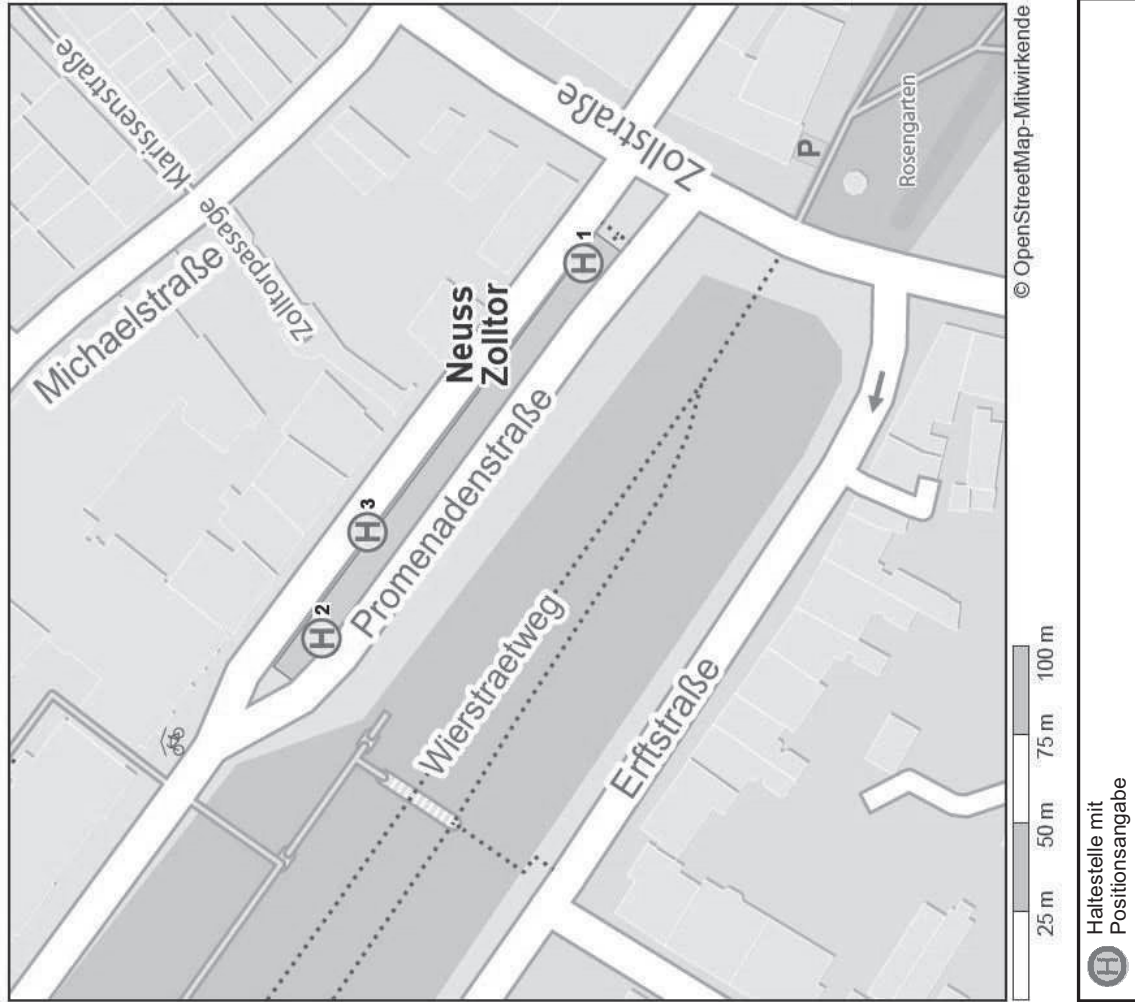 Klarissenstraße
Michaelstraße
Zolltorpassage
Zollstraße
P
Rosengarten
Neuss
Zolltor
H 1
H 3
H 2
Promenadenstraße
Wierstraetweg
Erftstraße
25 m
50 m
75 m
100 m
© OpenStreetMap-Mitwirkende
H
Haltestelle mit
Positionsangabe